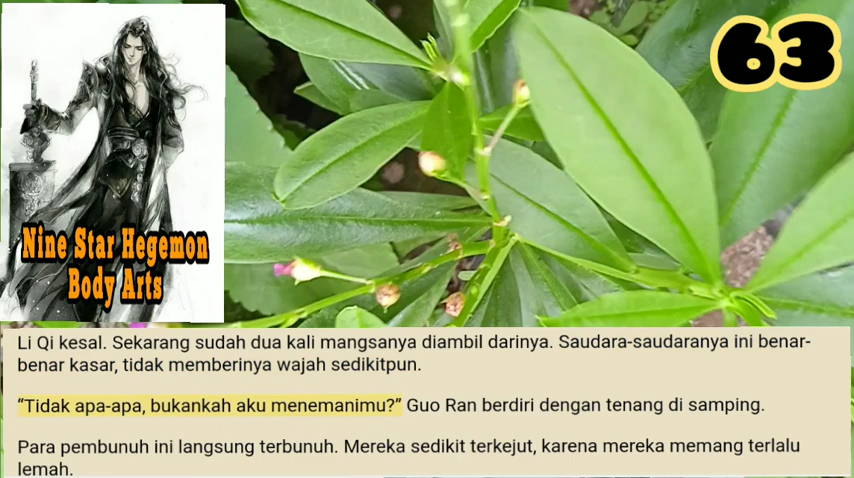 63
Nine Star Hegemon
Body Arts
Li Qi kesal. Sekarang sudah dua kali mangsanya diambil darinya. Saudara-saudaranya ini benar-
benar kasar, tidak memberinya wajah sedikitpun.
“Tidak apa-apa, bukankah aku menemanimu?” Guo Ran berdiri dengan tenang di samping.
Para pembunuh ini langsung terbunuh. Mereka sedikit terkejut, karena mereka memang terlalu
lemah.